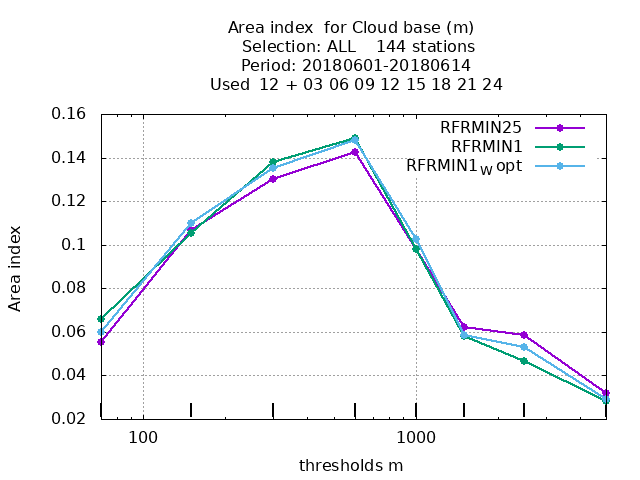 Area index  for Cloud base (m)
Selection: ALL    144 stations
Period: 20180601-20180614
Used  12 + 03 06 09 12 15 18 21 24
RFRMIN25
RFRMIN1
RFRMIN1W opt
0.16
0.14
0.12
0.1
0.08
0.06
0.04
0.02
Area index
100
1000
thresholds m